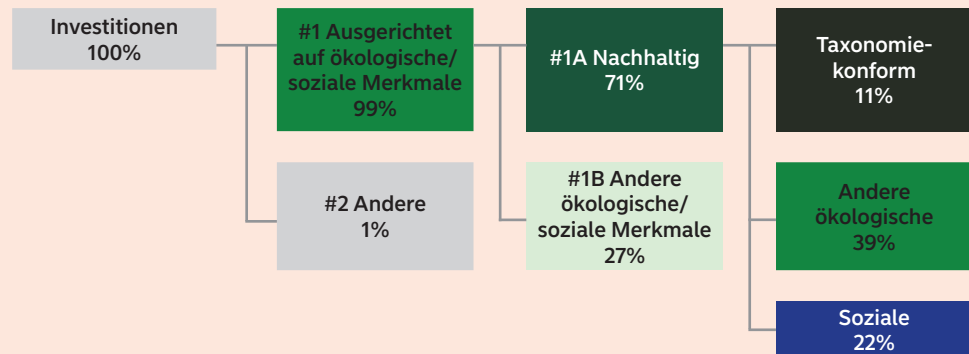 Investitionen
100%
#1 Ausgerichtet
auf ökologische/
soziale Merkmale
99%
#1A Nachhaltig
71%
Taxonomie-
konform
11%
#2 Andere
1%
#1B Andere
ökologische/
soziale Merkmale
27%
Andere
ökologische
39%
Soziale
22%